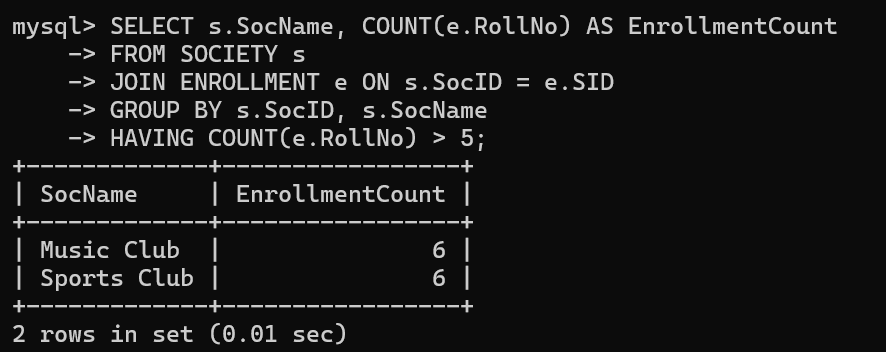 mysql> SELECT s.SocName, COUNT(e.RollNo) AS EnrollmentCount
    -> FROM SOCIETY s
    -> JOIN ENROLLMENT e ON s.SocID = e.SID
    -> GROUP BY s.SocID, s.SocName
    -> HAVING COUNT(e.RollNo) > 5;
+-------------+-----------------+
| SocName     | EnrollmentCount |
+-------------+-----------------+
| Music Club  |               6 |
| Sports Club |               6 |
+-------------+-----------------+
2 rows in set (0.01 sec)